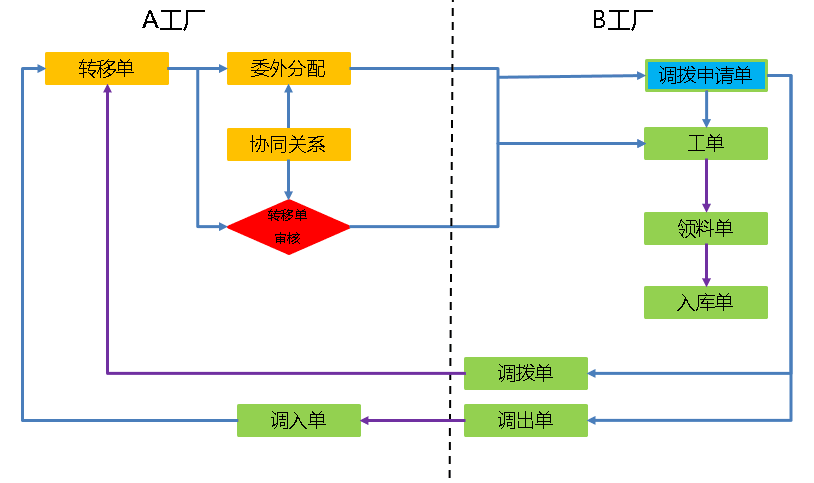 A工厂
B工厂
转移单
委外分配
调拨申请单
协同关系
工单
转移单
审核
领料单
入库单
调拨单
调入单
调出单